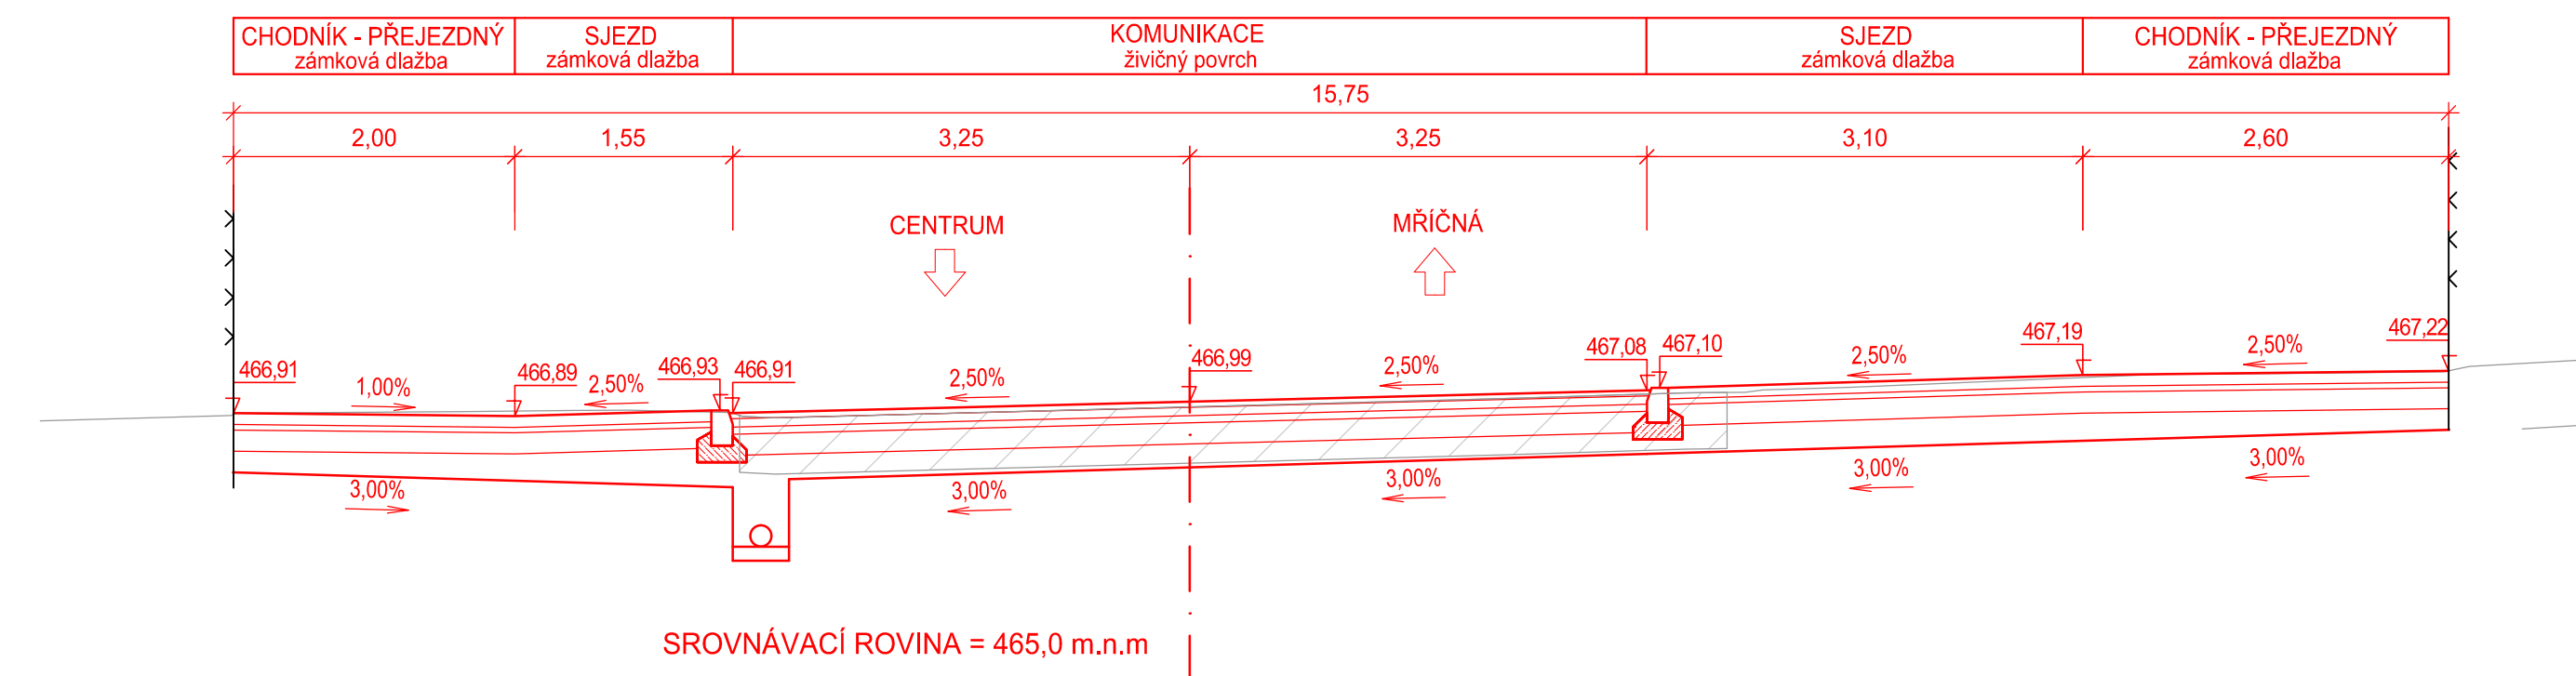 CHODNÍK - PŘEJEZDNÝ
zámková dlažba
SJEZD
zámková dlažba
KOMUNIKACE
živičný povrch
SJEZD
zámková dlažba
CHODNÍK - PŘEJEZDNÝ
zámková dlažba
15,75
2,00
1,55
3,25
3,25
3,10
2,60
CENTRUM
MŘÍČNÁ
466,91
1,00%
466,89
2,50%
466,93
466,91
2,50%
466,99
2,50%
467,08
467,10
2,50%
467,19
2,50%
467,22
3,00%
3,00%
3,00%
3,00%
3,00%
SROVNÁVACÍ ROVINA = 465,0 m.n.m